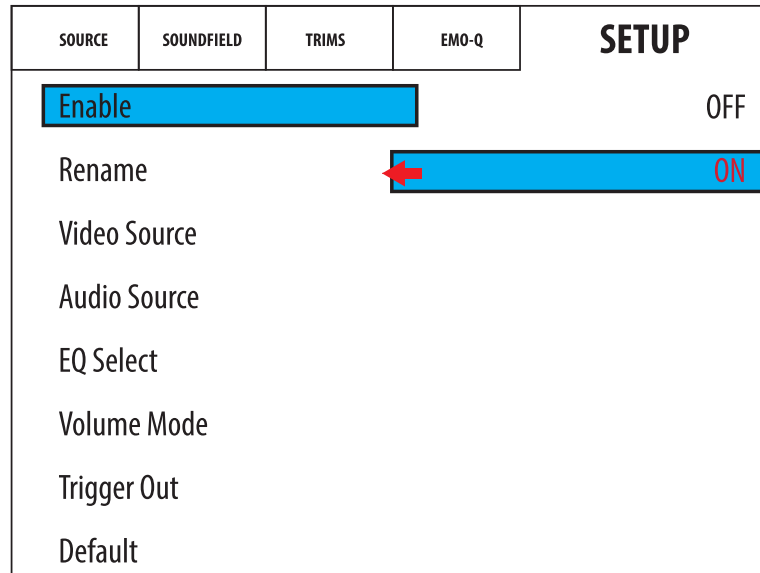 SOURCE SOUNDFIELD TRIMS EMO-Q SETUP
Enable OFF
Rename ON
Video Source
Audio Source
EQ Select
Volume Mode
Trigger Out
Default